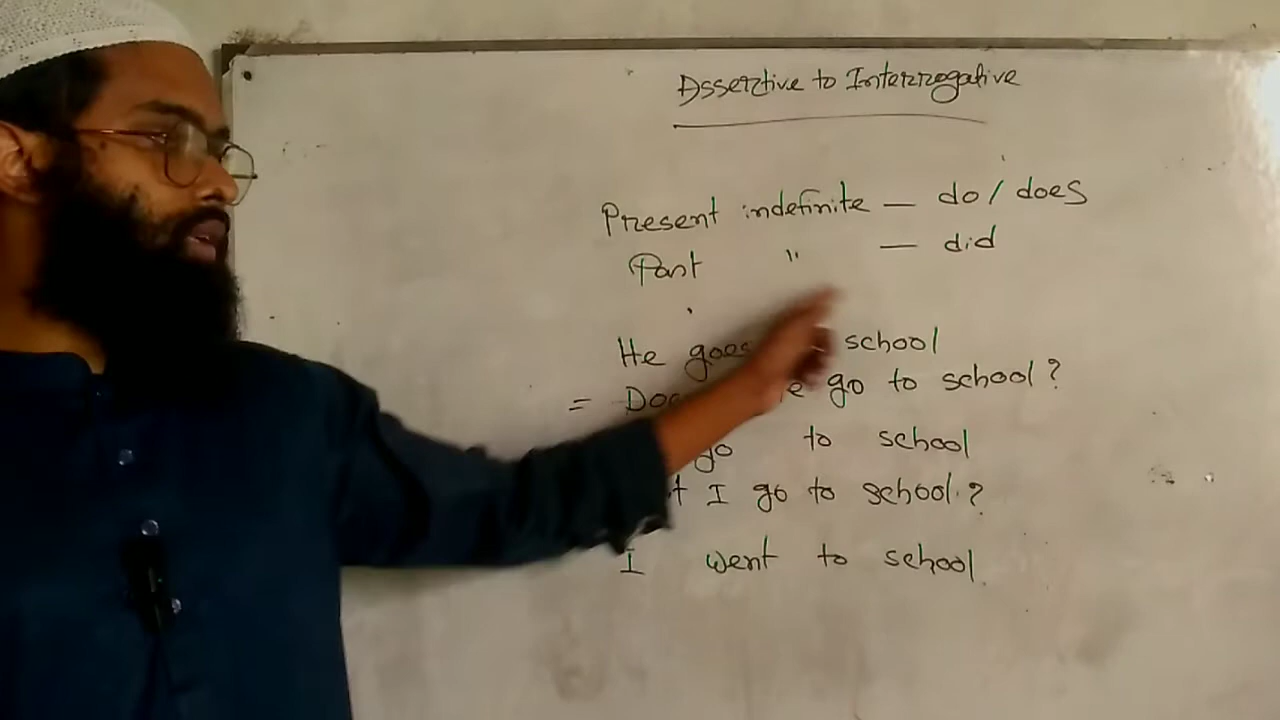 Assertive to Interrogative
Present indefinite — do/does
Past " — did
He goes school
= go to school?
go to school
I go to school.?
I went to school